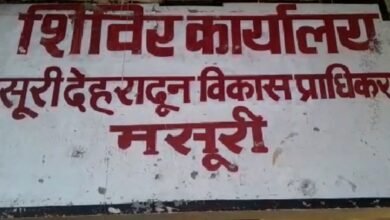 शिविर कार्यालय
सूरी देहरादून विकास प्राधिकर
मसूरी